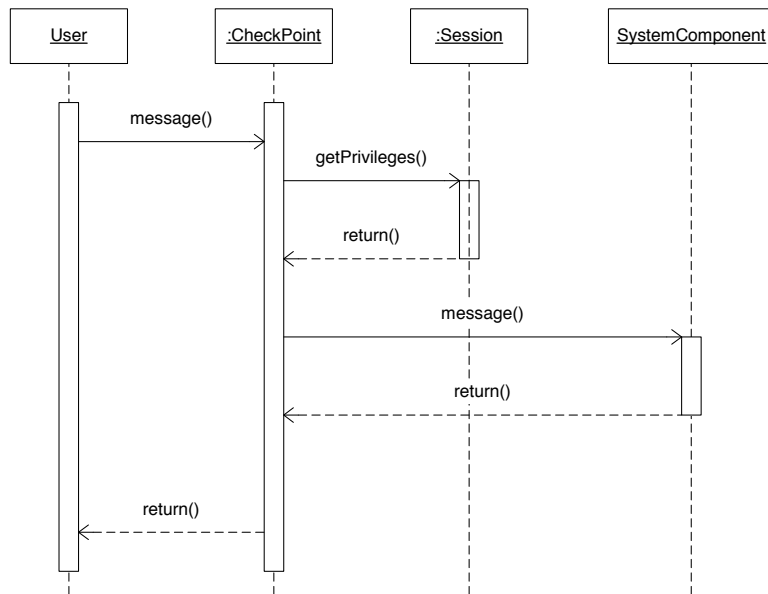 User
:CheckPoint
:Session
SystemComponent
message()
getPrivileges()
return()
message()
return()
return()